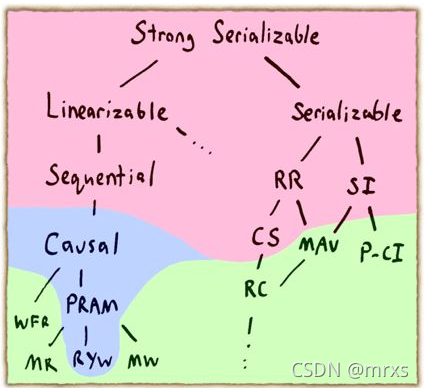 Strong Serializable
Linearizable
Serializable
...
Sequential
RR
SI
Causal
CS
MAV
P-CI
WFR
PRAM
RC
MR
RYW
MW
CSDN @mrxs